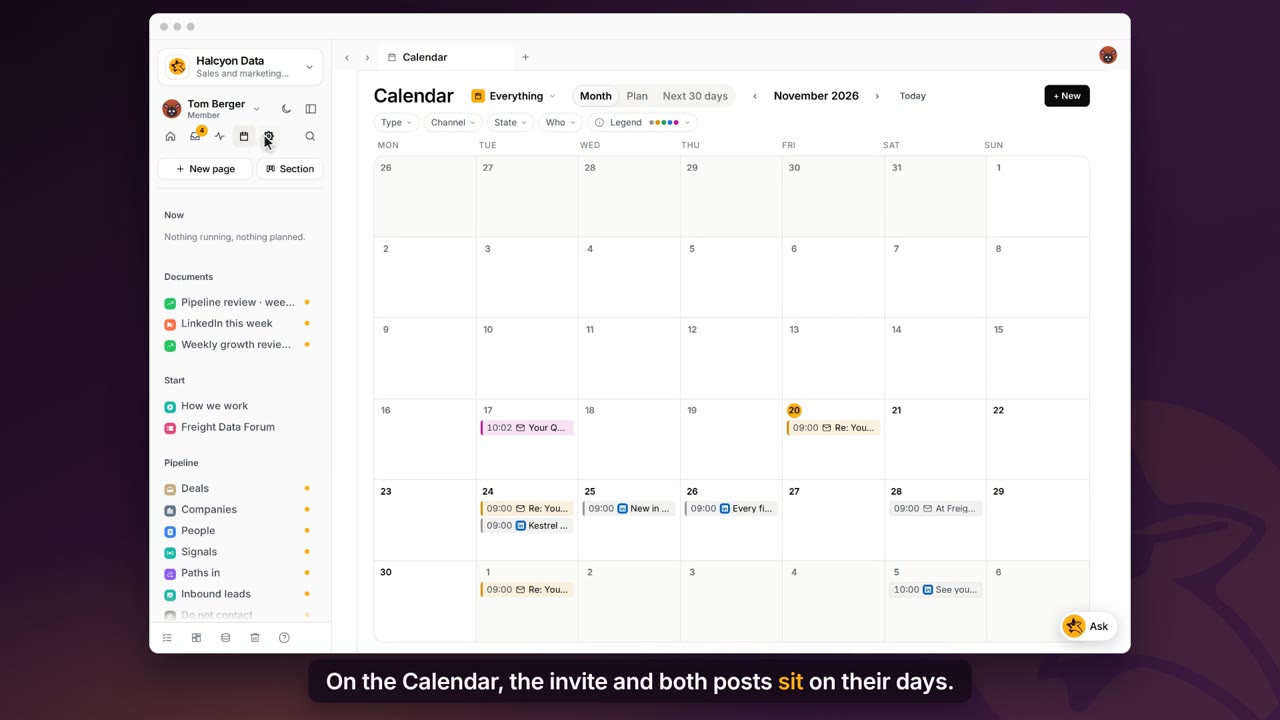 Halcyon Data
Sales and marketing...
Tom Berger
Member
4
+ New page
Section
Now
Nothing running, nothing planned.
Documents
Pipeline review · wee...
LinkedIn this week
Weekly growth revie...
Start
How we work
Freight Data Forum
Pipeline
Deals
Companies
People
Signals
Paths in
Inbound leads
Do not contact
Calendar
Calendar
Everything
Month
Plan
Next 30 days
November 2026
Today
+ New
Type
Channel
State
Who
Legend
MON TUE WED THU FRI SAT SUN
26 27 28 29 30 31 1
2 3 4 5 6 7 8
9 10 11 12 13 14 15
16 17 18 19 20 21 22
10:02 Your Q...
09:00 Re: You...
23 24 25 26 27 28 29
09:00 Re: You...
09:00 New in ...
09:00 Every fi...
09:00 At Freig...
09:00 Kestrel ...
30 1 2 3 4 5 6
09:00 Re: You...
10:00 See you...
Ask
On the Calendar, the invite and both posts sit on their days.